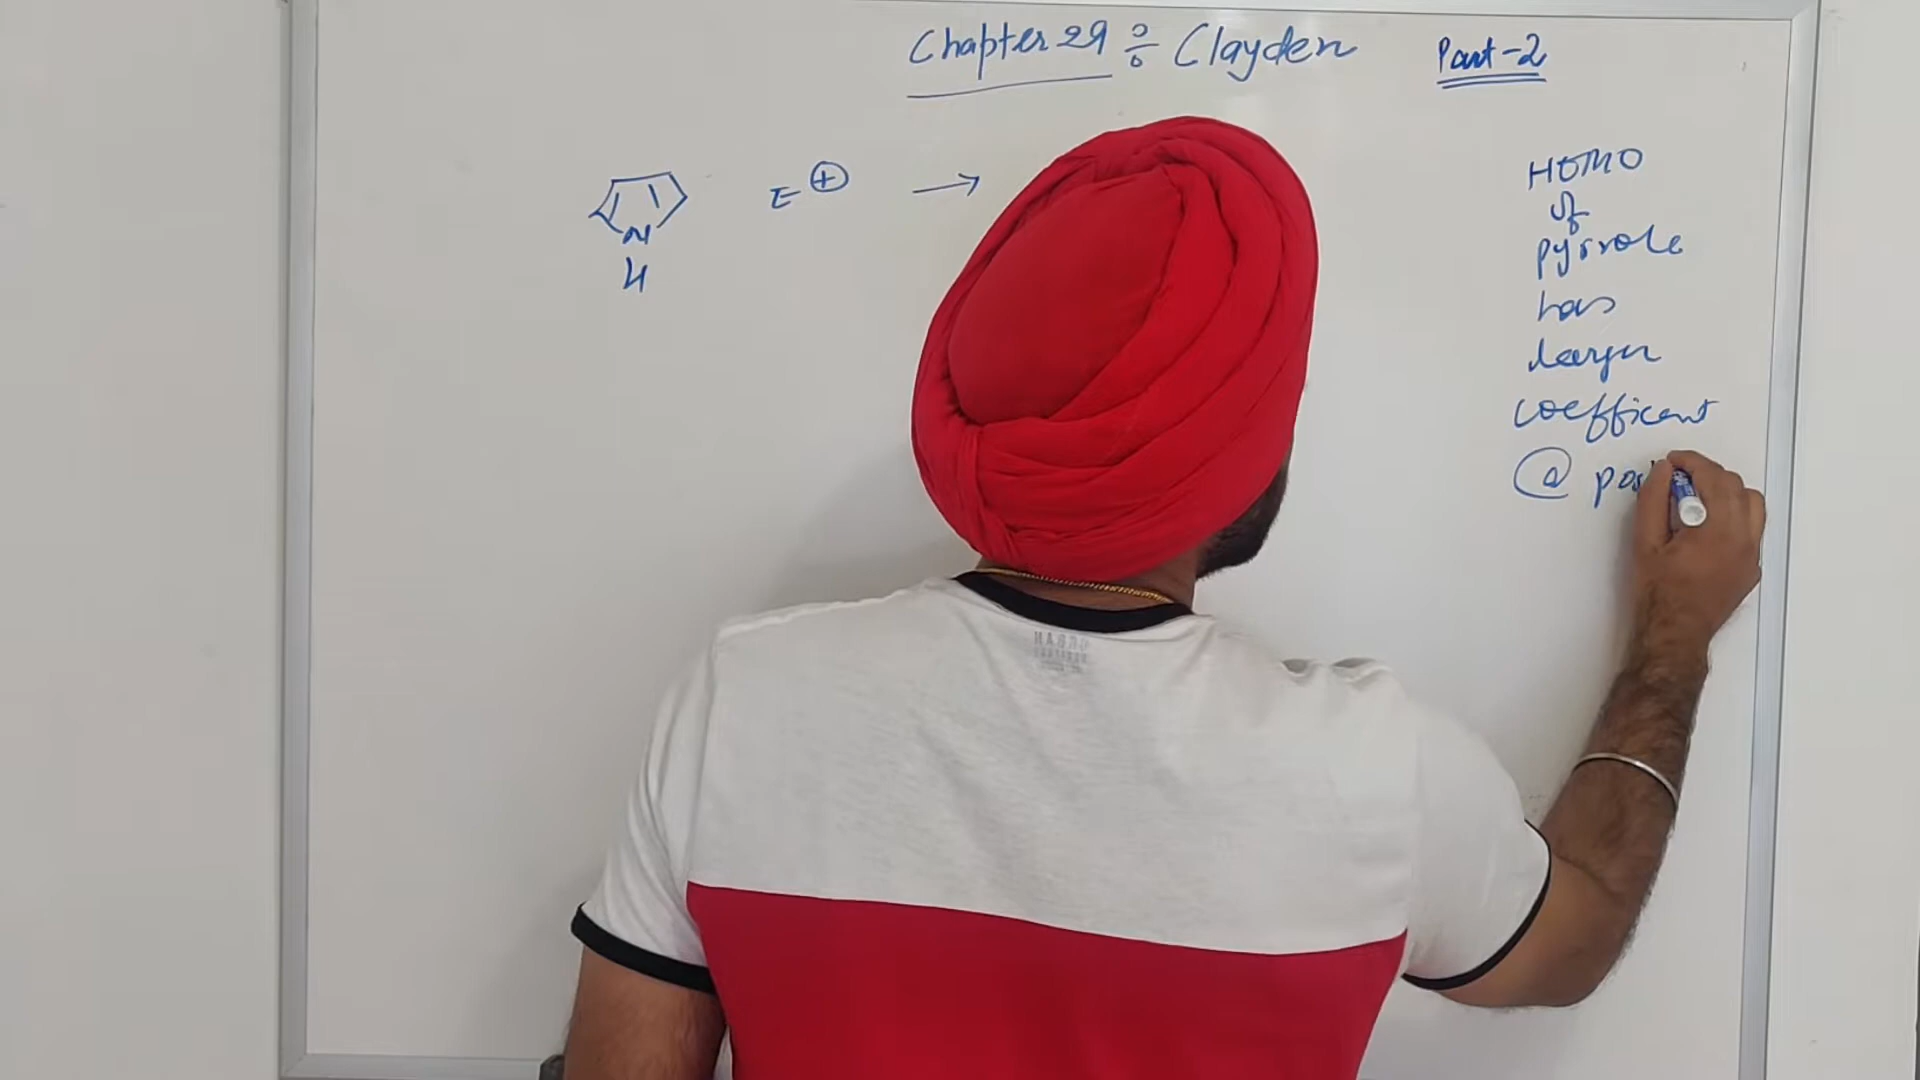 Chapter 29 : Clayden Part-2
N
H
E +
HOMO
of
pyrrole
has
larger
coefficent
@ pos